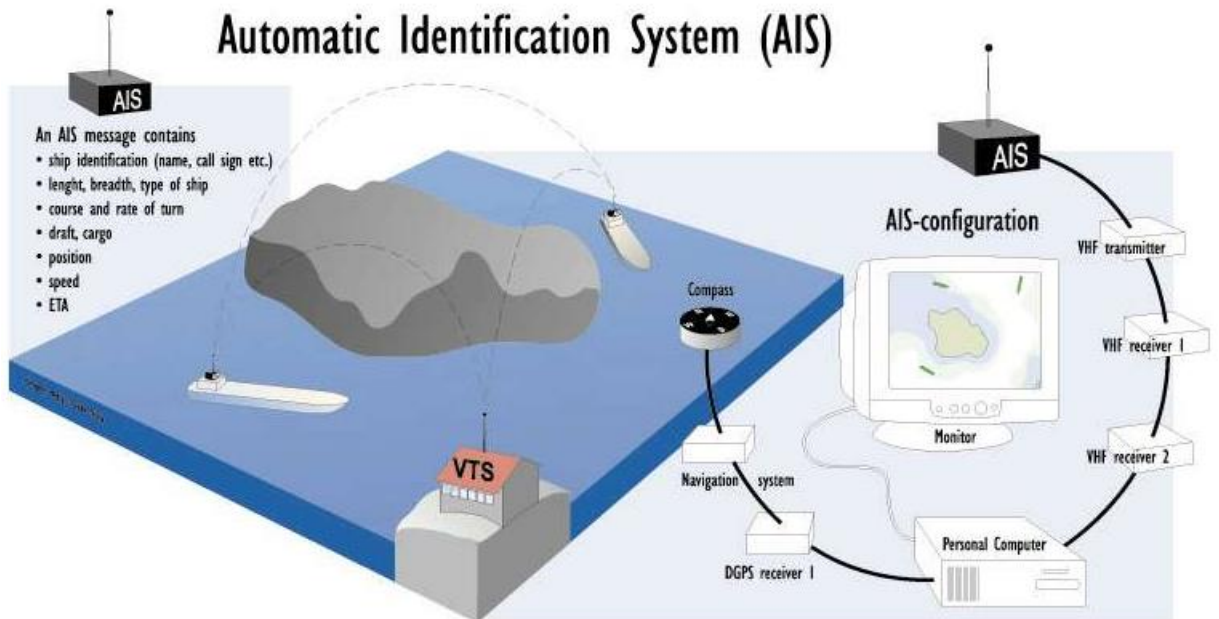 Automatic Identification System (AIS)
AIS
An AIS message contains
• ship identification (name, call sign etc.)
• lenght, breadth, type of ship
• course and rate of turn
• draft, cargo
• position
• speed
• ETA
VTS
AIS
AIS-configuration
VHF transmitter
Compass
VHF receiver 1
Monitor
VHF receiver 2
Navigation system
Personal Computer
DGPS receiver 1